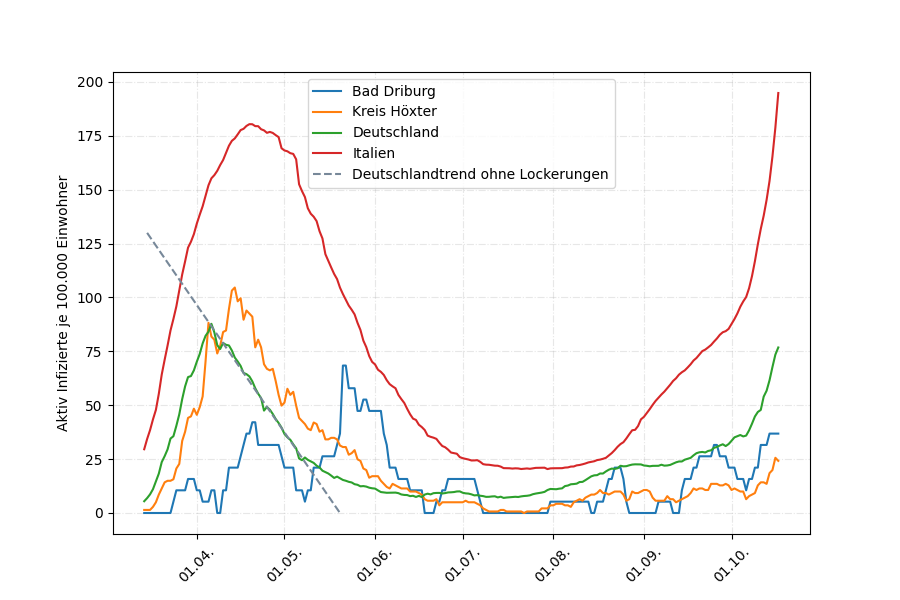 Aktiv Infizierte je 100.000 Einwohner
200
175
150
125
100
75
50
25
0
Bad Driburg
Kreis Höxter
Deutschland
Italien
Deutschlandtrend ohne Lockerungen
01.04.
01.05.
01.06.
01.07.
01.08.
01.09.
01.10.